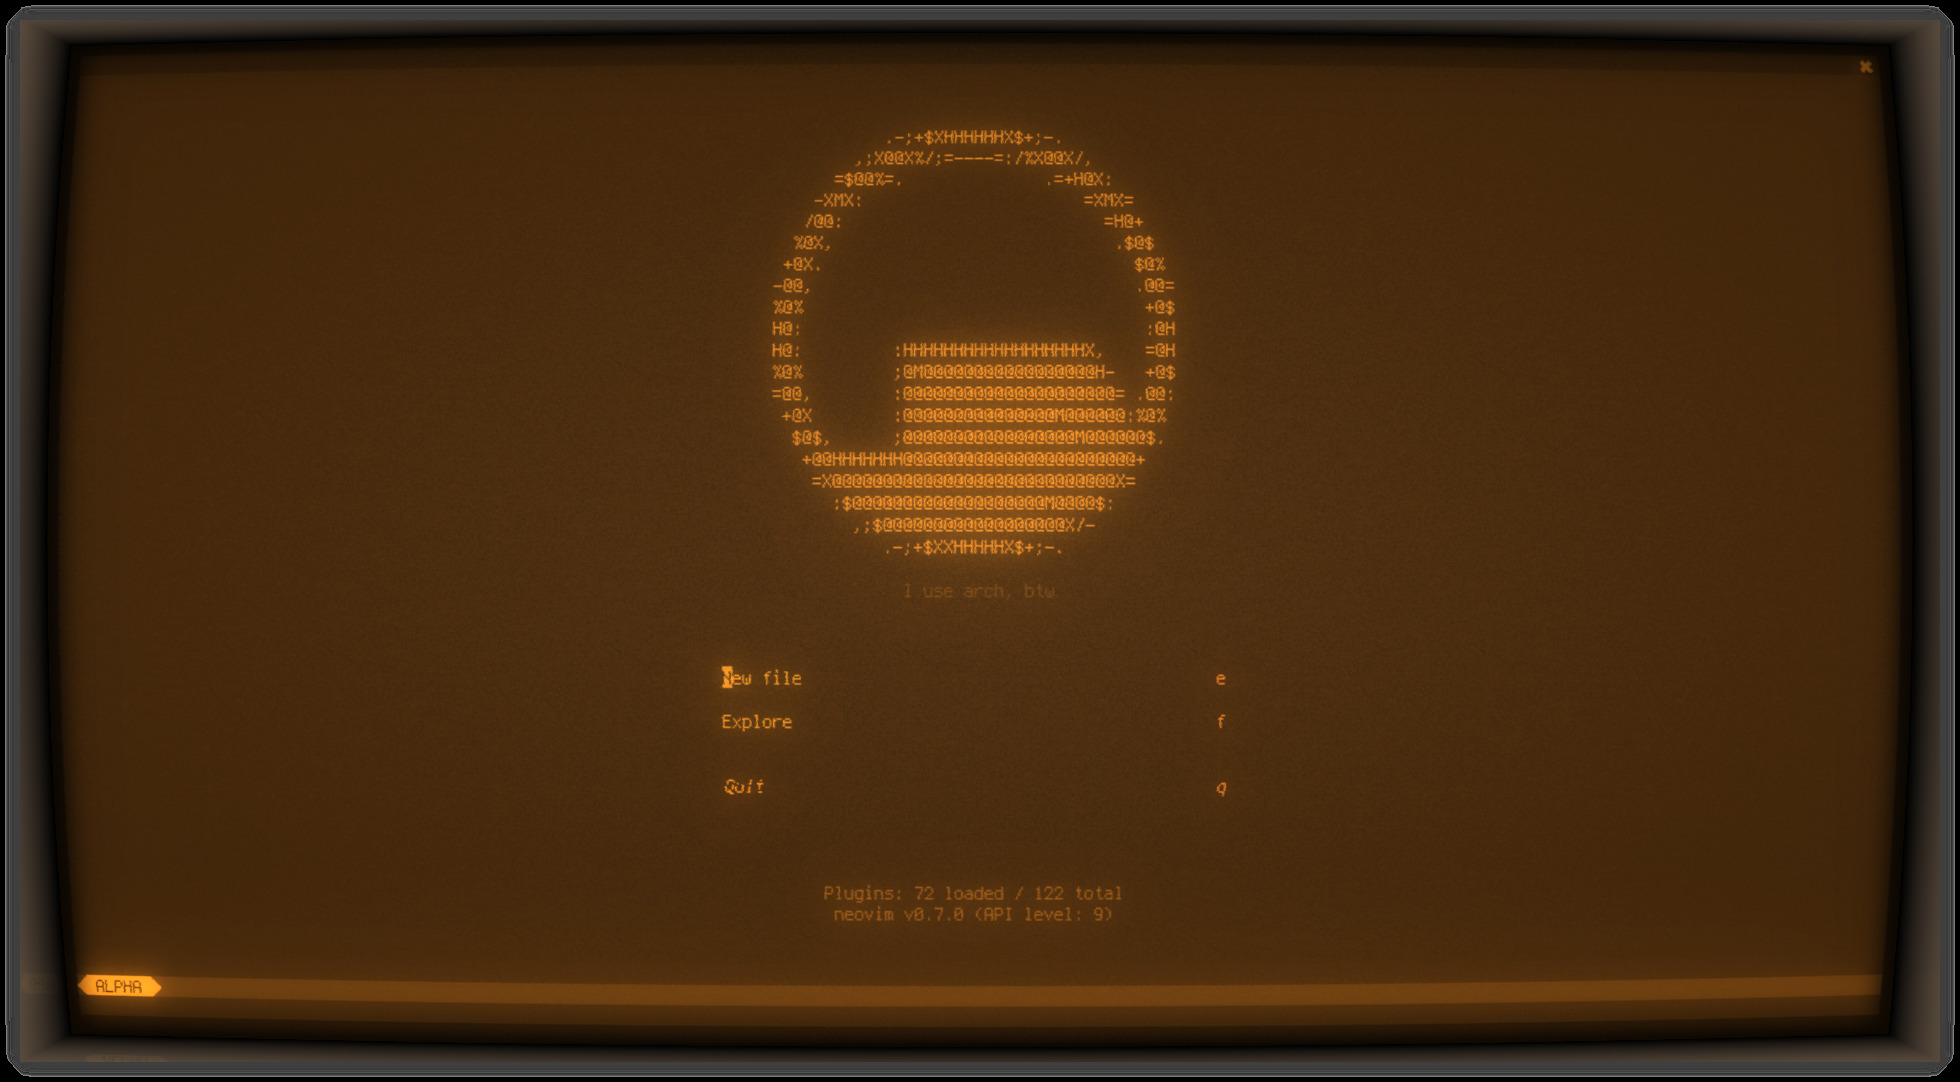 I use arch, btw
New file e
Explore f
Quit q
Plugins: 72 loaded / 122 total
neovim v0.7.0 (API level: 9)
ALPHA